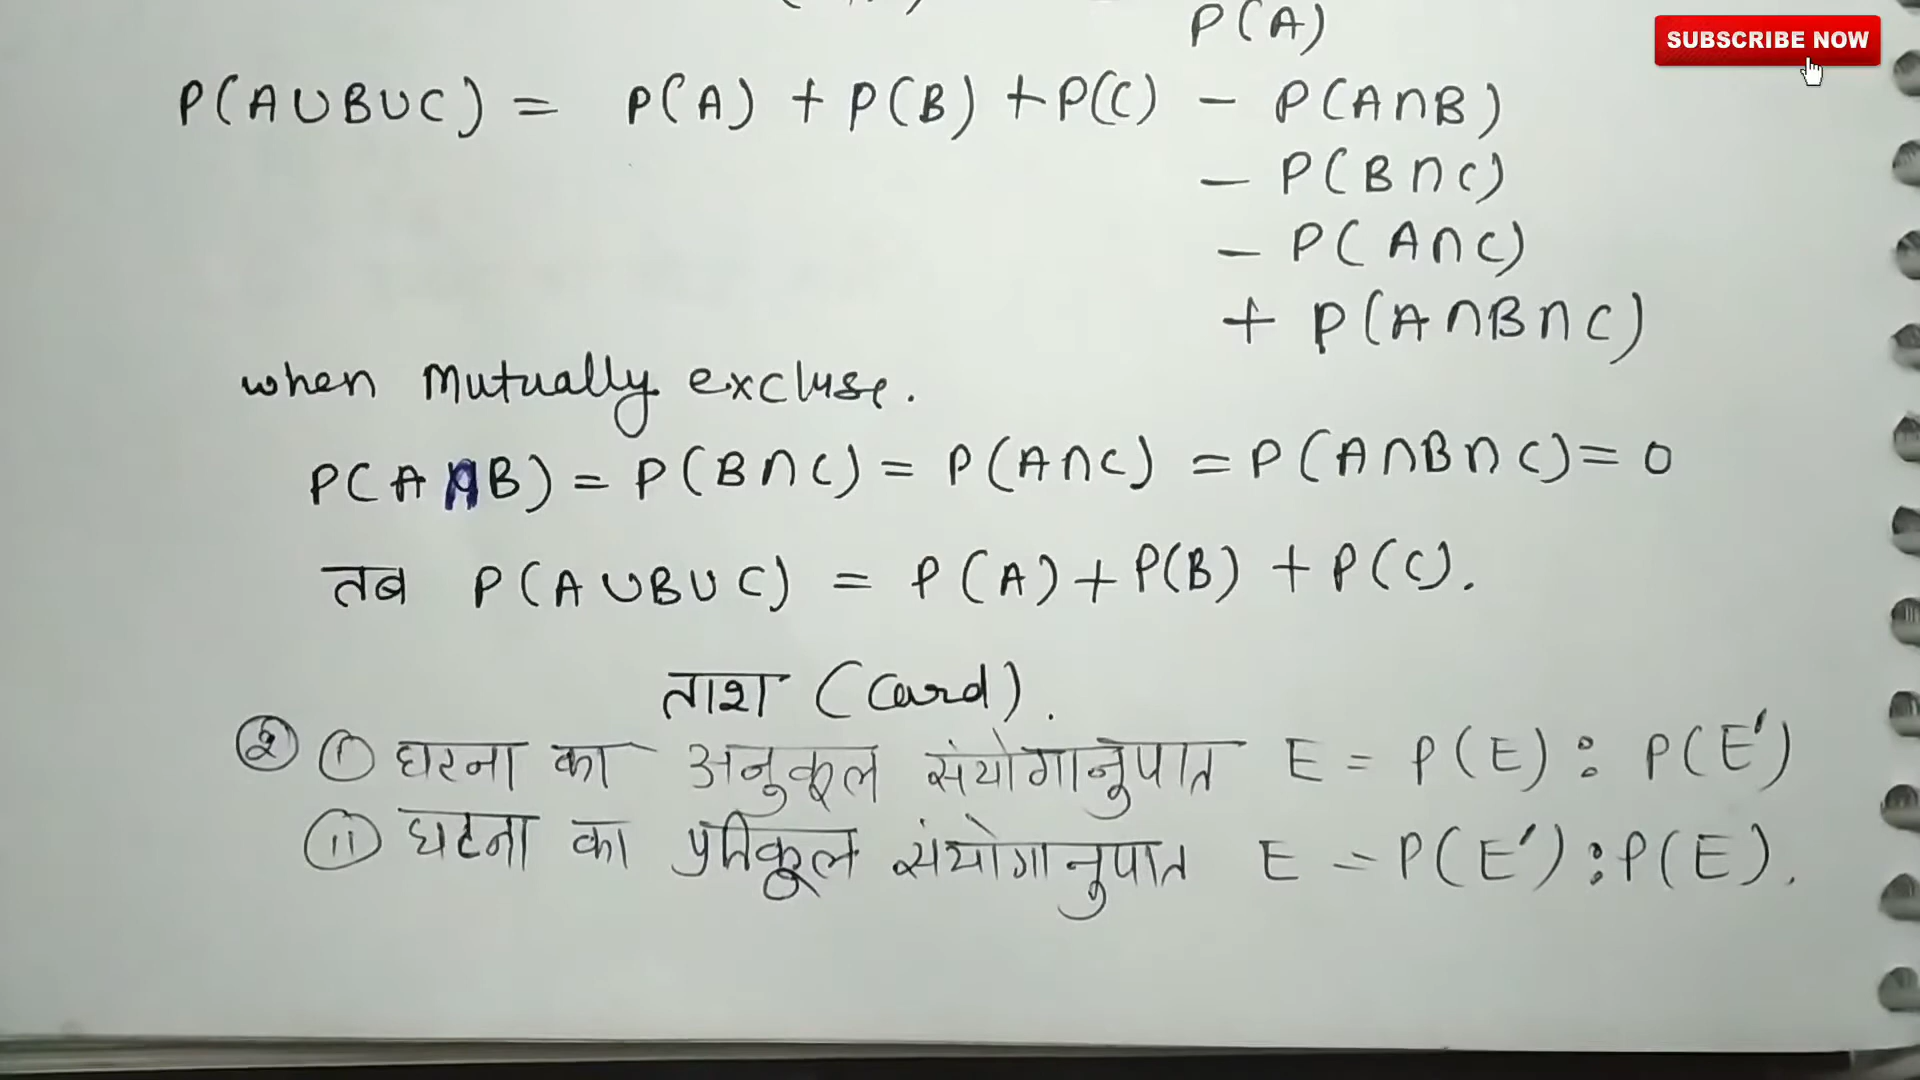 P(A)
SUBSCRIBE NOW
P(A∪B∪C) = P(A) + P(B) + P(C) - P(A∩B)
- P(B∩C)
- P(A∩C)
+ P(A∩B∩C)
when Mutually excluse.
P(A∩B) = P(B∩C) = P(A∩C) = P(A∩B∩C) = 0
तब P(A∪B∪C) = P(A) + P(B) + P(C).
ताश (Card).
② (i) घटना का अनुकूल संयोगानुपात E = P(E) : P(E')
(ii) घटना का प्रतिकूल संयोगानुपात E = P(E') : P(E).